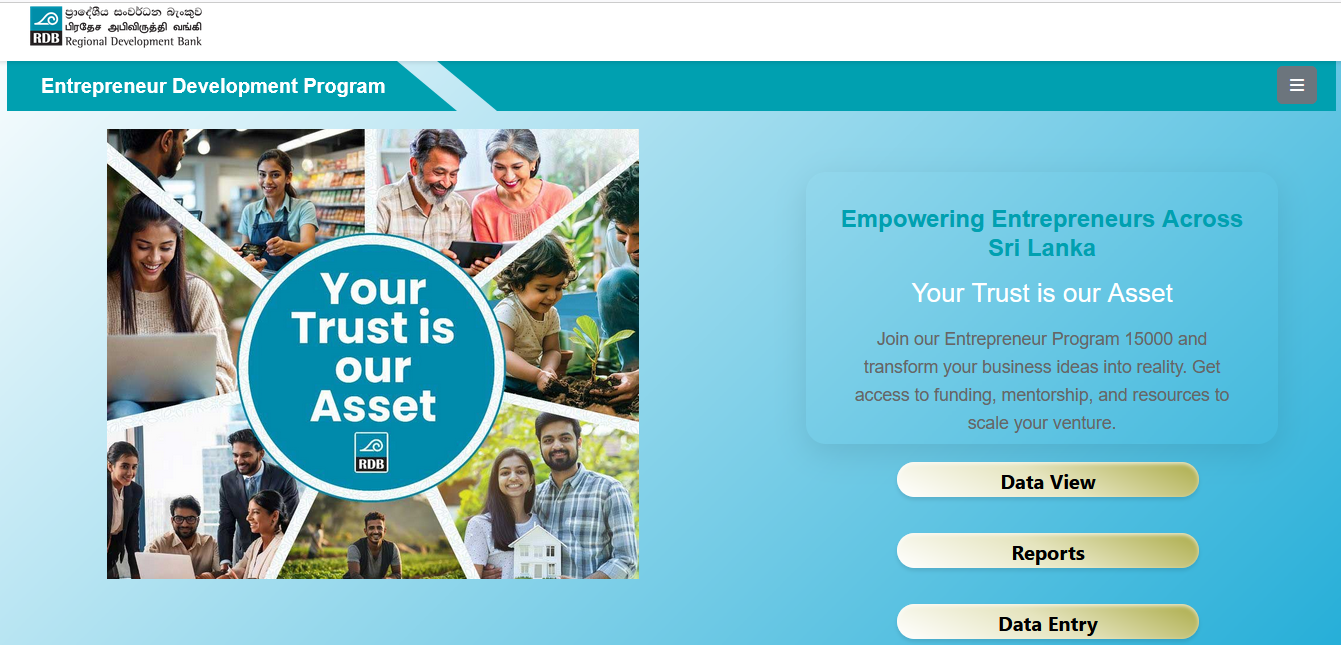 ප්‍රාදේශීය සංවර්ධන බැංකුව
பிரதேச அபிவிருத்தி வங்கி
RDB Regional Development Bank
Entrepreneur Development Program
Your
Trust is
our
Asset
RDB
Empowering Entrepreneurs Across
Sri Lanka
Your Trust is our Asset
Join our Entrepreneur Program 15000 and
transform your business ideas into reality. Get
access to funding, mentorship, and resources to
scale your venture.
Data View
Reports
Data Entry